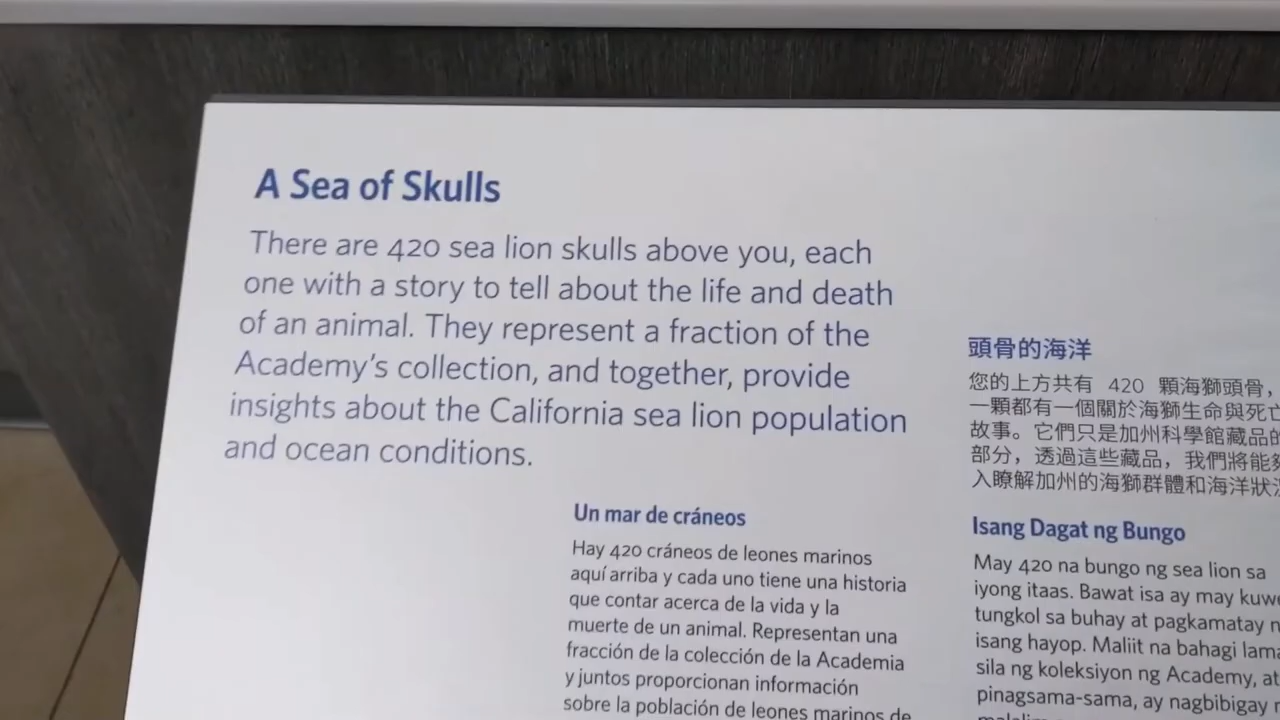 A Sea of Skulls
There are 420 sea lion skulls above you, each
one with a story to tell about the life and death
of an animal. They represent a fraction of the
Academy's collection, and together, provide
insights about the California sea lion population
and ocean conditions.
Un mar de cráneos
Hay 420 cráneos de leones marinos
aquí arriba y cada uno tiene una historia
que contar acerca de la vida y la
muerte de un animal. Representan una
fracción de la colección de la Academia
y juntos proporcionan información
sobre la población de leones marinos de
頭骨的海洋
您的上方共有 420 顆海獅頭骨，
一顆都有一個關於海獅生命與死亡
故事。它們只是加州科學館藏品的
部分，透過這些藏品，我們將能夠
入瞭解加州的海獅群體和海洋狀況
Isang Dagat ng Bungo
May 420 na bungo ng sea lion sa
iyong itaas. Bawat isa ay may
tungkol sa buhay at pagkamatay
isang hayop. Maliit na bahagi
sila ng koleksiyon ng Academy, at
pinagsama-sama, ay nagbibigay